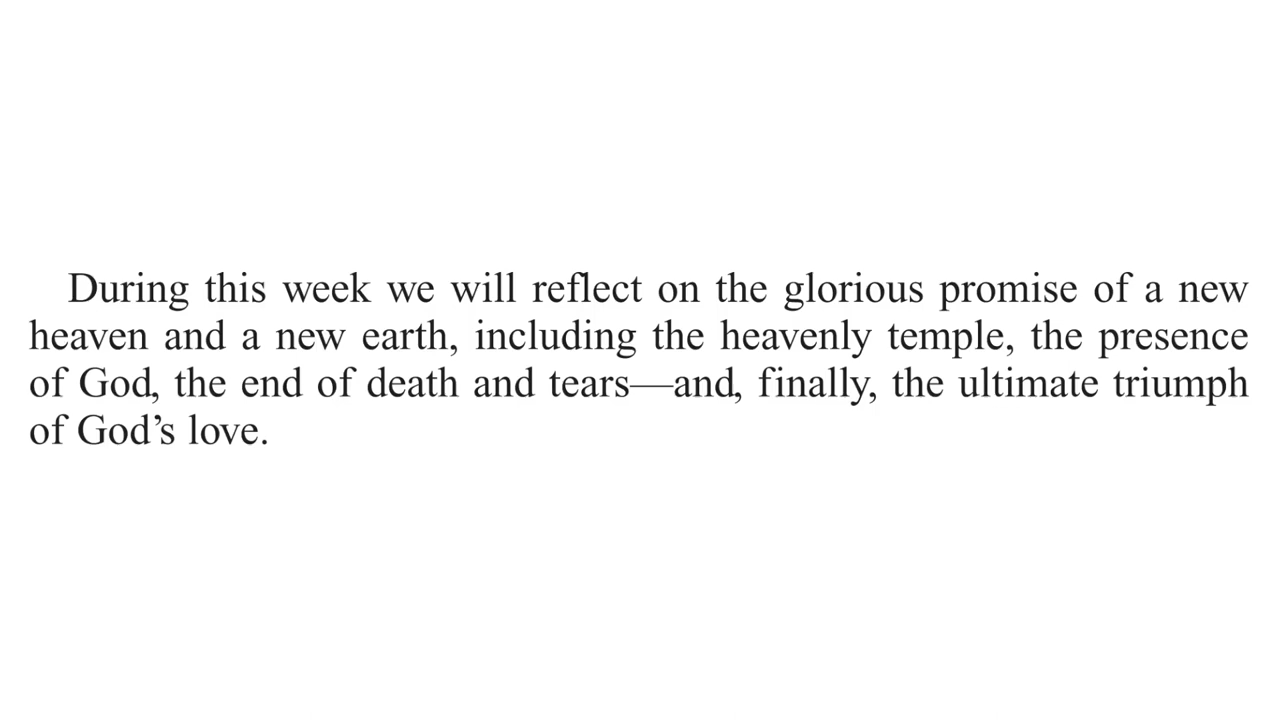 During this week we will reflect on the glorious promise of a new
heaven and a new earth, including the heavenly temple, the presence
of God, the end of death and tears—and, finally, the ultimate triumph
of God’s love.